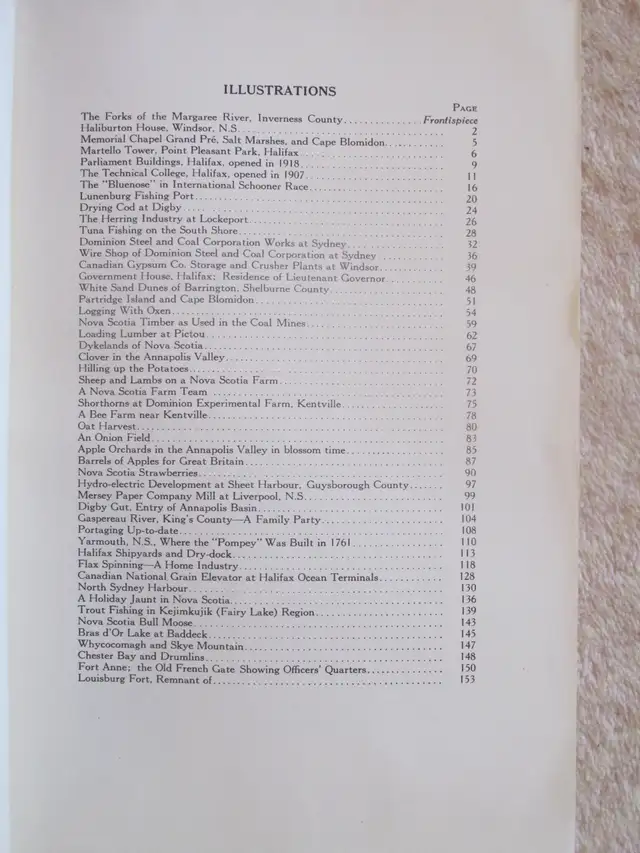 ILLUSTRATIONS
PAGE
The Forks of the Margaree River, Inverness County..............Frontispiece
Haliburton House, Windsor, N.S. 2
Memorial Chapel Grand Pré, Salt Marshes, and Cape Blomidon. 5
Martello Tower, Point Pleasant Park, Halifax 6
Parliament Buildings, Halifax, opened in 1918 9
The Technical College, Halifax, opened in 1907 11
The "Bluenose" in International Schooner Race 16
Lunenburg Fishing Port 20
Drying Cod at Digby 24
The Herring Industry at Lockeport 26
Tuna Fishing on the South Shore 28
Dominion Steel and Coal Corporation Works at Sydney 32
Wire Shop of Dominion Steel and Coal Corporation at Sydney 36
Canadian Gypsum Co. Storage and Crusher Plants at Windsor 39
Government House, Halifax; Residence of Lieutenant Governor 46
White Sand Dunes of Barrington, Shelburne County 48
Partridge Island and Cape Blomidon 51
Logging With Oxen 54
Nova Scotia Timber as Used in the Coal Mines 59
Loading Lumber at Pictou 62
Dykelands of Nova Scotia 67
Clover in the Annapolis Valley 69
Hilling up the Potatoes 70
Sheep and Lambs on a Nova Scotia Farm 72
A Nova Scotia Farm Team 73
Shorthorns at Dominion Experimental Farm, Kentville 75
A Bee Farm near Kentville 78
Oat Harvest 80
An Onion Field 83
Apple Orchards in the Annapolis Valley in blossom time 85
Barrels of Apples for Great Britain 87
Nova Scotia Strawberries 90
Hydro-electric Development at Sheet Harbour, Guysborough County 97
Mersey Paper Company Mill at Liverpool, N.S. 99
Digby Gut, Entry of Annapolis Basin 101
Gaspereau River, King's County—A Family Party 104
Portaging Up-to-date 108
Yarmouth, N.S., Where the "Pompey" Was Built in 1761 110
Halifax Shipyards and Dry-dock 113
Flax Spinning—A Home Industry 118
Canadian National Grain Elevator at Halifax Ocean Terminals 128
North Sydney Harbour 130
A Holiday Jaunt in Nova Scotia 136
Trout Fishing in Kejimkujik (Fairy Lake) Region 139
Nova Scotia Bull Moose 143
Bras d'Or Lake at Baddeck 145
Whycocomagh and Skye Mountain 147
Chester Bay and Drumlins 148
Fort Anne; the Old French Gate Showing Officers' Quarters 150
Louisburg Fort, Remnant of 153